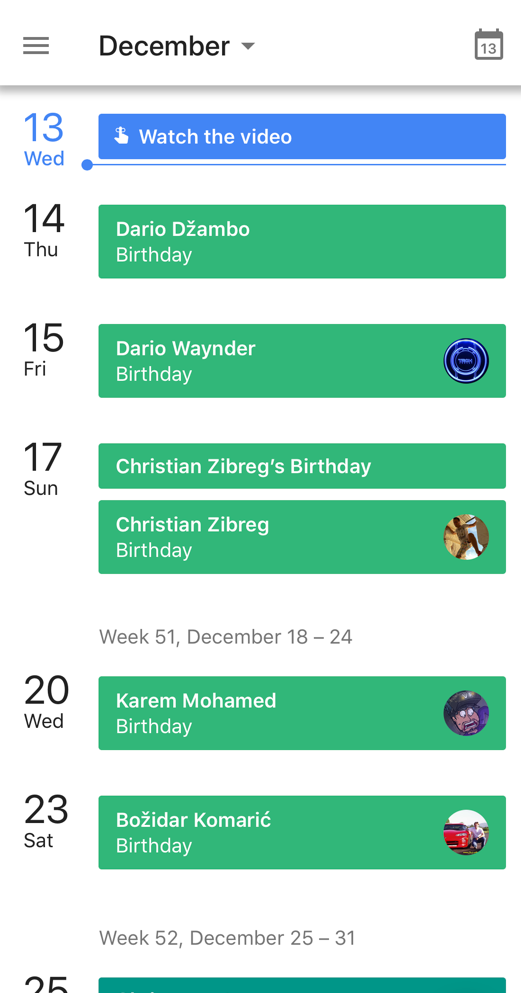 December
13
13
Wed
Watch the video
14
Thu
Dario Džambo
Birthday
15
Fri
Dario Waynder
Birthday
TRON
17
Sun
Christian Zibreg’s Birthday
Christian Zibreg
Birthday
Week 51, December 18 – 24
20
Wed
Karem Mohamed
Birthday
23
Sat
Božidar Komarić
Birthday
Week 52, December 25 – 31
25